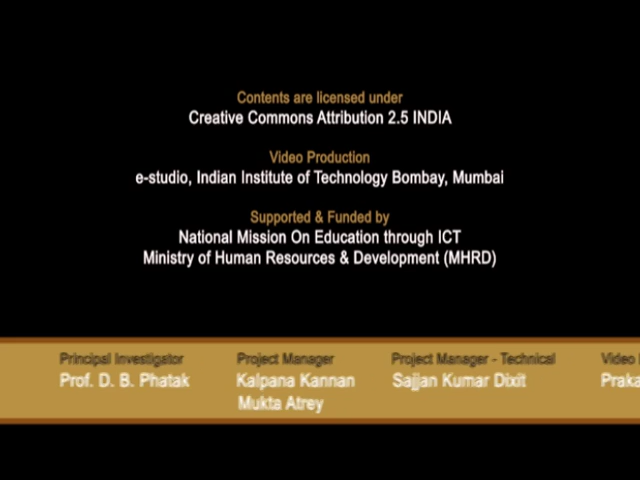 Contents are licensed under
Creative Commons Attribution 2.5 INDIA
Video Production
e-studio, Indian Institute of Technology Bombay, Mumbai
Supported & Funded by
National Mission On Education through ICT
Ministry of Human Resources & Development (MHRD)
Principal Investigator
Prof. D. B. Phatak
Project Manager
Kalpana Kannan
Mukta Atrey
Project Manager - Technical
Sajjan Kumar Dixit
Video